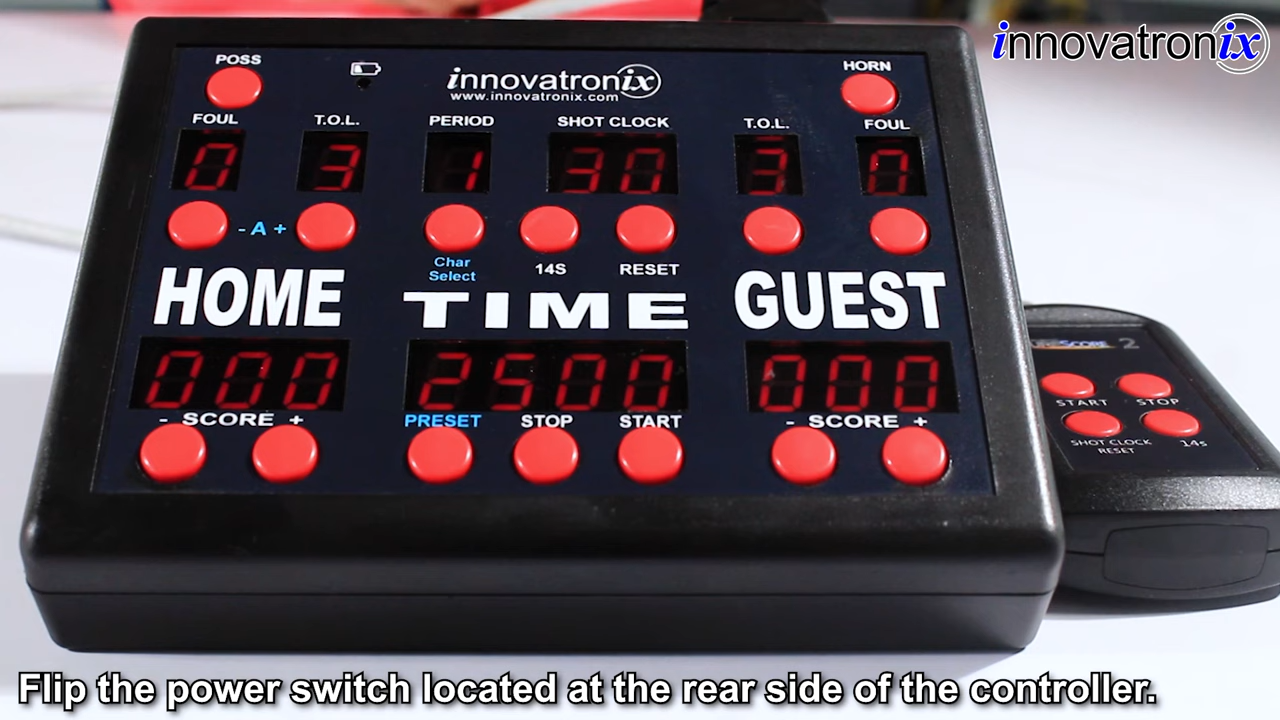 innovatronix
POSS
innovatronix
HORN
www.innovatronix.com
FOUL T.O.L. PERIOD SHOT CLOCK T.O.L. FOUL
0 3 1 30 3 0
- A +
Char
Select
14S RESET
HOME TIME GUEST
000 2500 000
- SCORE + PRESET STOP START - SCORE +
SCORE 2
START STOP
SHOT CLOCK
RESET
14s
Flip the power switch located at the rear side of the controller.